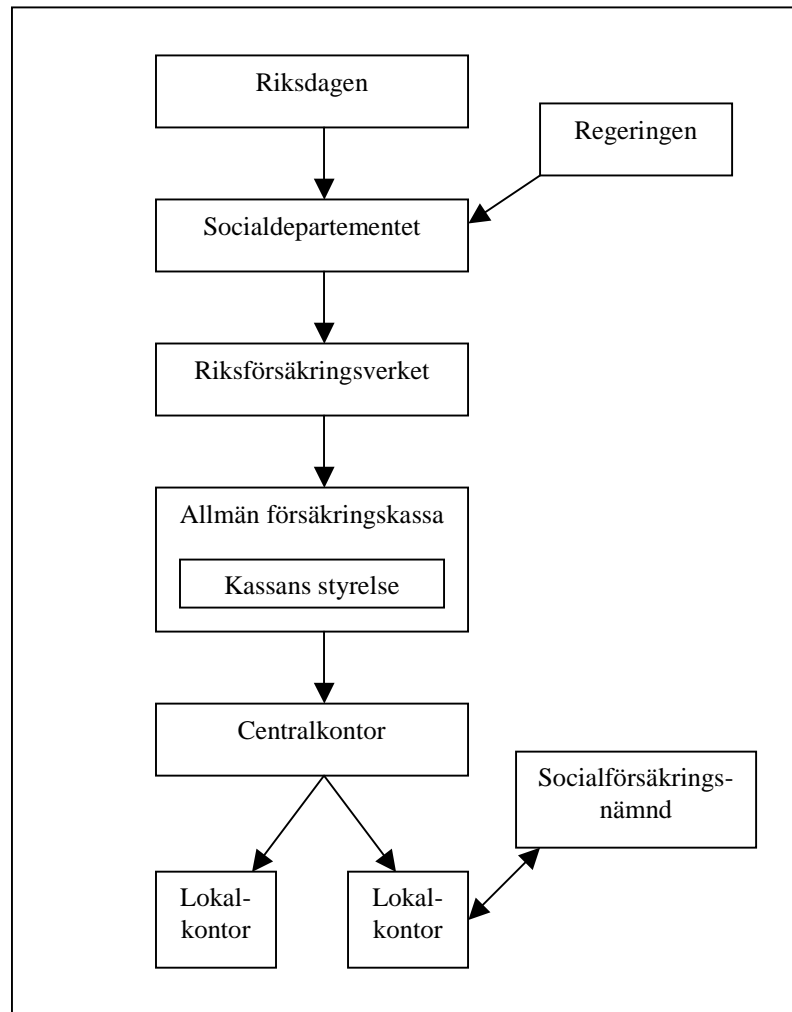 Riksdagen
Regeringen
Socialdepartementet
Riksförsäkringsverket
Allmän försäkringskassa
Kassans styrelse
Centralkontor
Socialförsäkrings-
nämnd
Lokal-
kontor
Lokal-
kontor